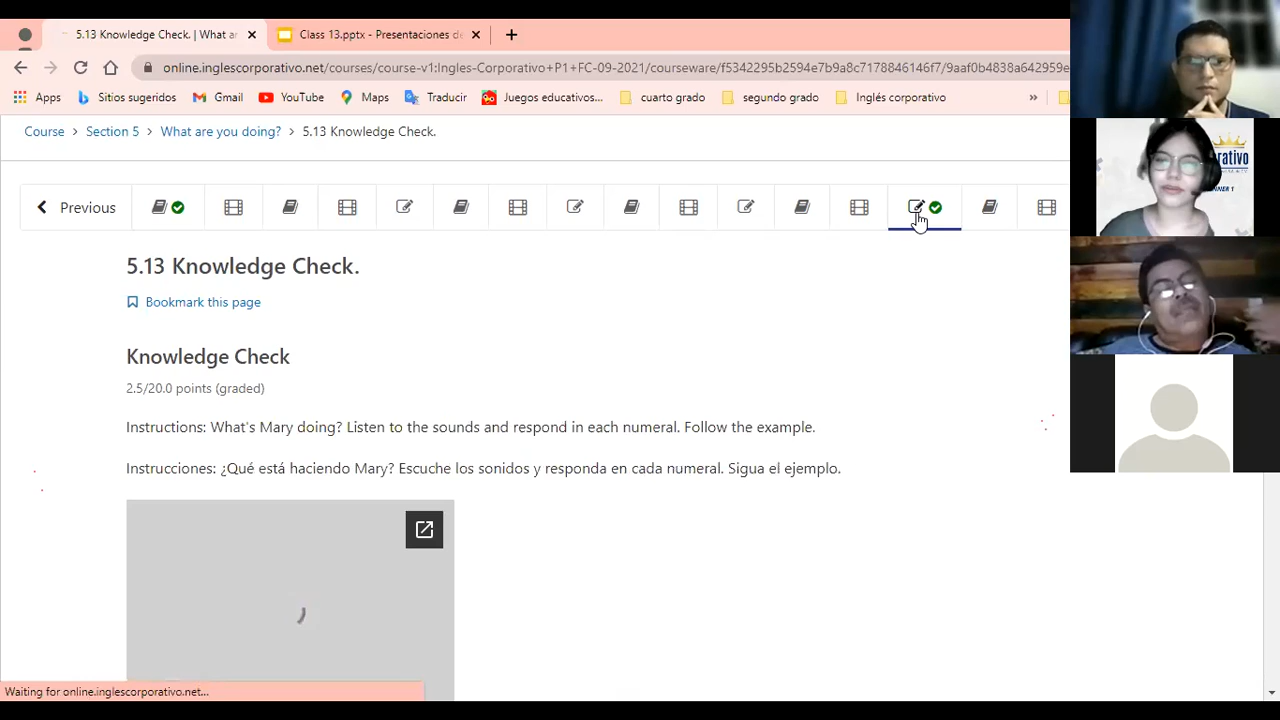 5.13 Knowledge Check. | What ar
Class 13.pptx - Presentaciones de
online.inglescorporativo.net/courses/course-v1:Ingles-Corporativo+P1+FC-09-2021/courseware/f5342295b2594e7b9a8c7178846146f7/9aaf0b4838a642959e
Apps Sitios sugeridos Gmail YouTube Maps Traducir Juegos educativos... cuarto grado segundo grado Inglés corporativo »
Course > Section 5 > What are you doing? > 5.13 Knowledge Check.
Previous
5.13 Knowledge Check.
Bookmark this page
Knowledge Check
2.5/20.0 points (graded)
Instructions: What's Mary doing? Listen to the sounds and respond in each numeral. Follow the example.
Instrucciones: ¿Qué está haciendo Mary? Escuche los sonidos y responda en cada numeral. Sigua el ejemplo.
Waiting for online.inglescorporativo.net...